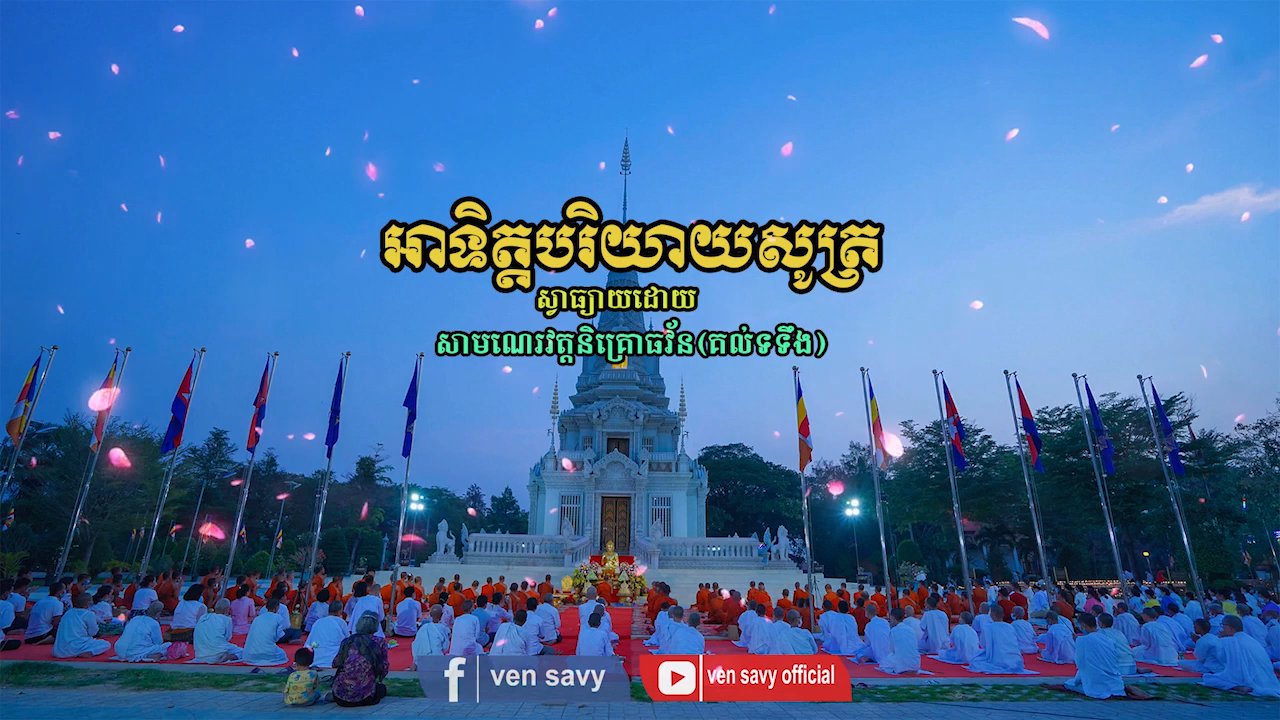 អាទិត្តបរិយាយសូត្រ
ស្វាធ្យាយដោយ
សាមណេរវត្តនិគ្រោធវ័ន(គល់ទទឹង)
ven savy
ven savy official